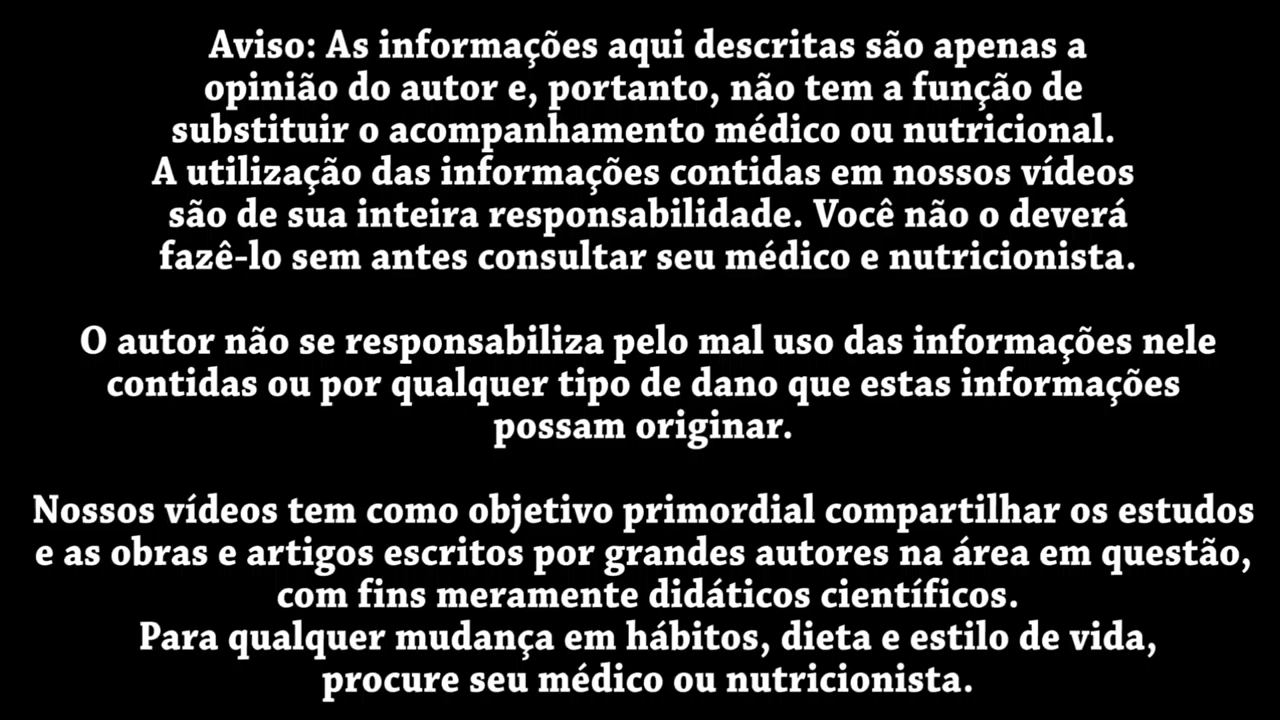 Aviso: As informações aqui descritas são apenas a
opinião do autor e, portanto, não tem a função de
substituir o acompanhamento médico ou nutricional.
A utilização das informações contidas em nossos vídeos
são de sua inteira responsabilidade. Você não o deverá
fazê-lo sem antes consultar seu médico e nutricionista.
O autor não se responsabiliza pelo mal uso das informações nele
contidas ou por qualquer tipo de dano que estas informações
possam originar.
Nossos vídeos tem como objetivo primordial compartilhar os estudos
e as obras e artigos escritos por grandes autores na área em questão,
com fins meramente didáticos científicos.
Para qualquer mudança em hábitos, dieta e estilo de vida,
procure seu médico ou nutricionista.